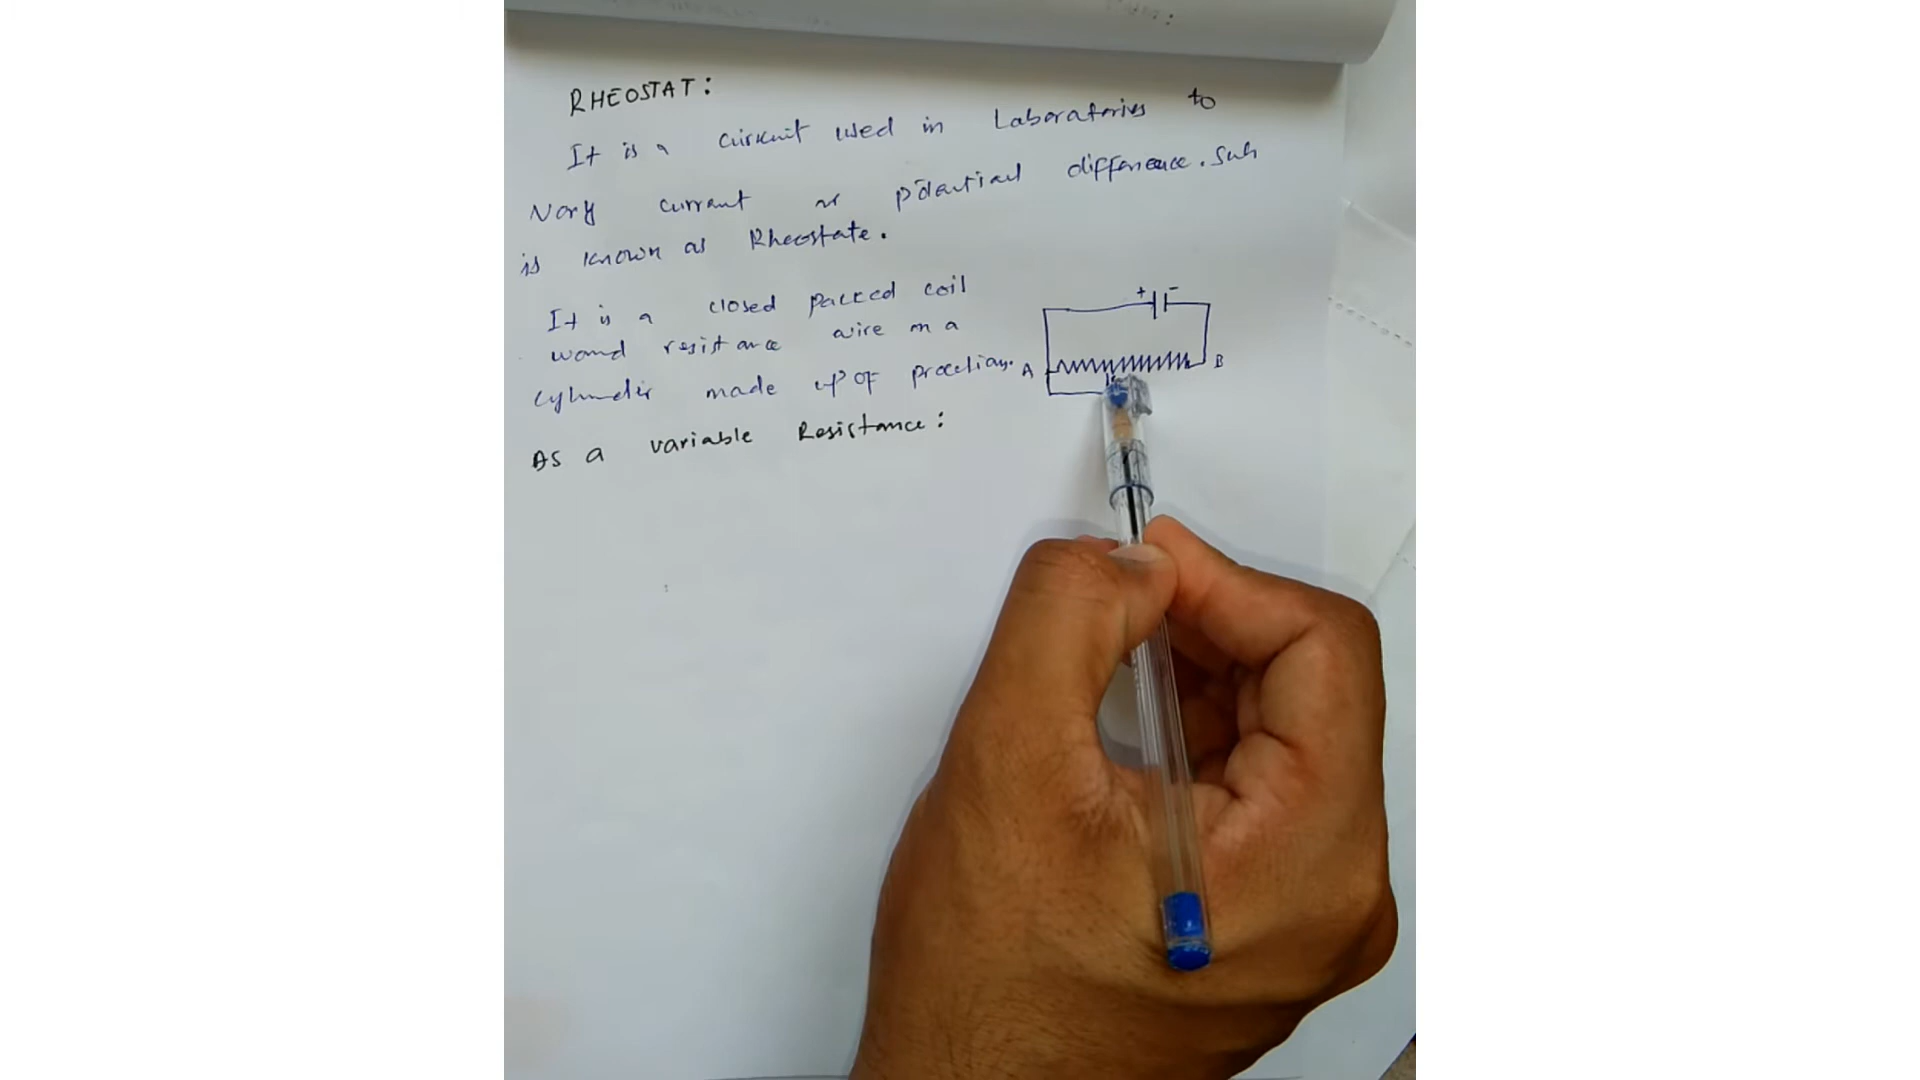 RHEOSTAT:
It is a circuit used in Laboratories to
Vary current or potential difference. Such
is known as Rheostate.
It is a closed packed coil
wound resistance wire on a
cylinder made up of procelian.
As a variable Resistance:
+ -
A B